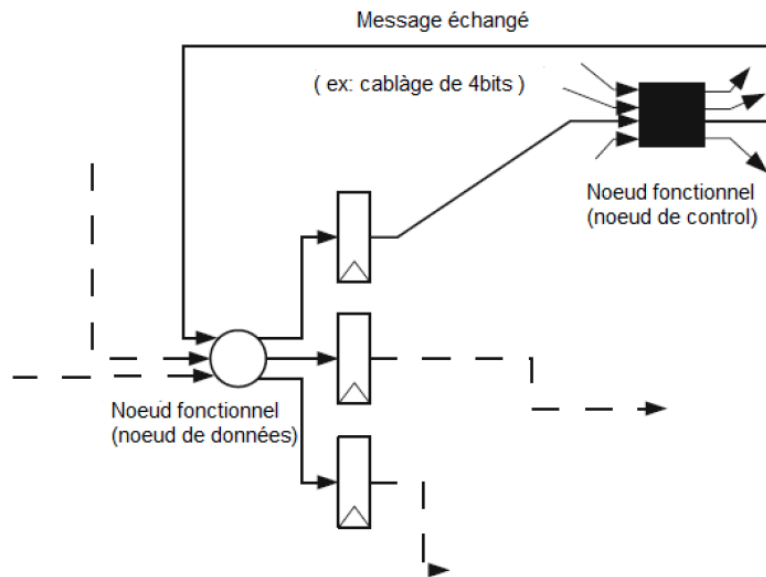 Message échangé
( ex: cablàge de 4bits )
Noeud fonctionnel
(noeud de control)
Noeud fonctionnel
(noeud de données)